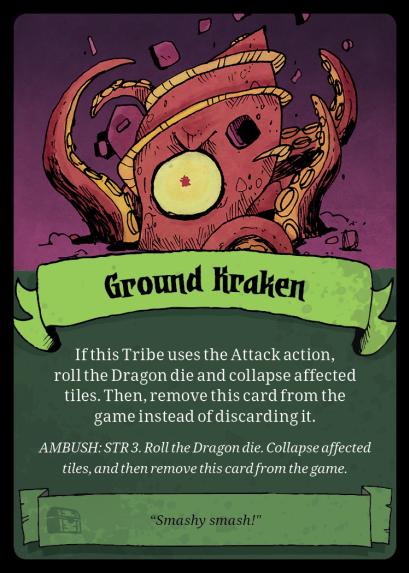 Ground Kraken
If this Tribe uses the Attack action,
roll the Dragon die and collapse affected
tiles. Then, remove this card from the
game instead of discarding it.
AMBUSH: STR 3. Roll the Dragon die. Collapse affected
tiles, and then remove this card from the game.
“Smashy smash!"